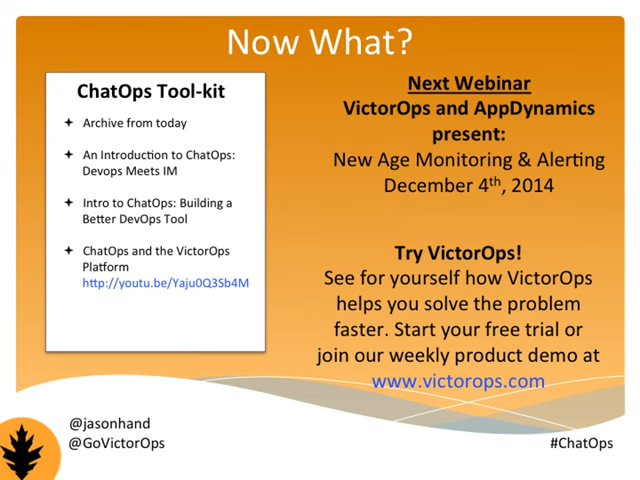 Now What?
ChatOps Tool-kit
Archive from today
An Introduction to ChatOps:
Devops Meets IM
Intro to ChatOps: Building a
Better DevOps Tool
ChatOps and the VictorOps
Platform
http://youtu.be/Yaju0Q3Sb4M
Next Webinar
VictorOps and AppDynamics
present:
New Age Monitoring & Alerting
December 4th, 2014
Try VictorOps!
See for yourself how VictorOps
helps you solve the problem
faster. Start your free trial or
join our weekly product demo at
www.victorops.com
@jasonhand
@GoVictorOps
#ChatOps